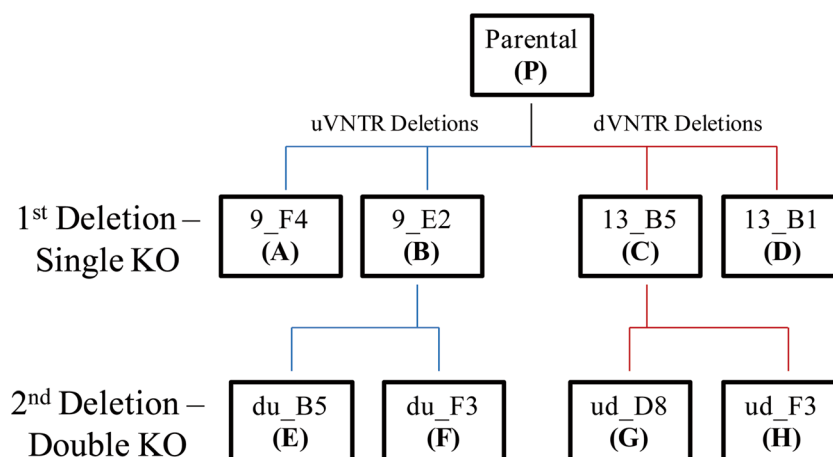 Parental
(P)
uVNTR Deletions
dVNTR Deletions
1st Deletion –
Single KO
9_F4
(A)
9_E2
(B)
13_B5
(C)
13_B1
(D)
2nd Deletion –
Double KO
du_B5
(E)
du_F3
(F)
ud_D8
(G)
ud_F3
(H)